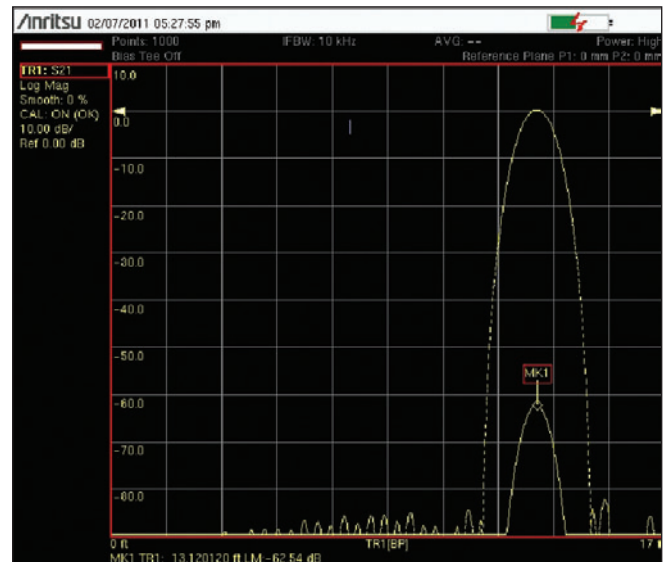 Anritsu 02/07/2011 05:27:55 pm
Points: 1000 IFBW: 10 kHz AVG: -- Power: High
Bias Tee Off Reference Plane P1: 0 mm P2: 0 mm
TR1: S21
Log Mag
Smooth: 0 %
CAL: ON (OK)
10.00 dB/
Ref 0.00 dB
10.0
0.0
-10.0
-20.0
-30.0
-40.0
-50.0
MK1
-60.0
-70.0
-80.0
0 ft TR1[BP] 17
MK1 TR1: 13.120120 ft LM:-62.54 dB